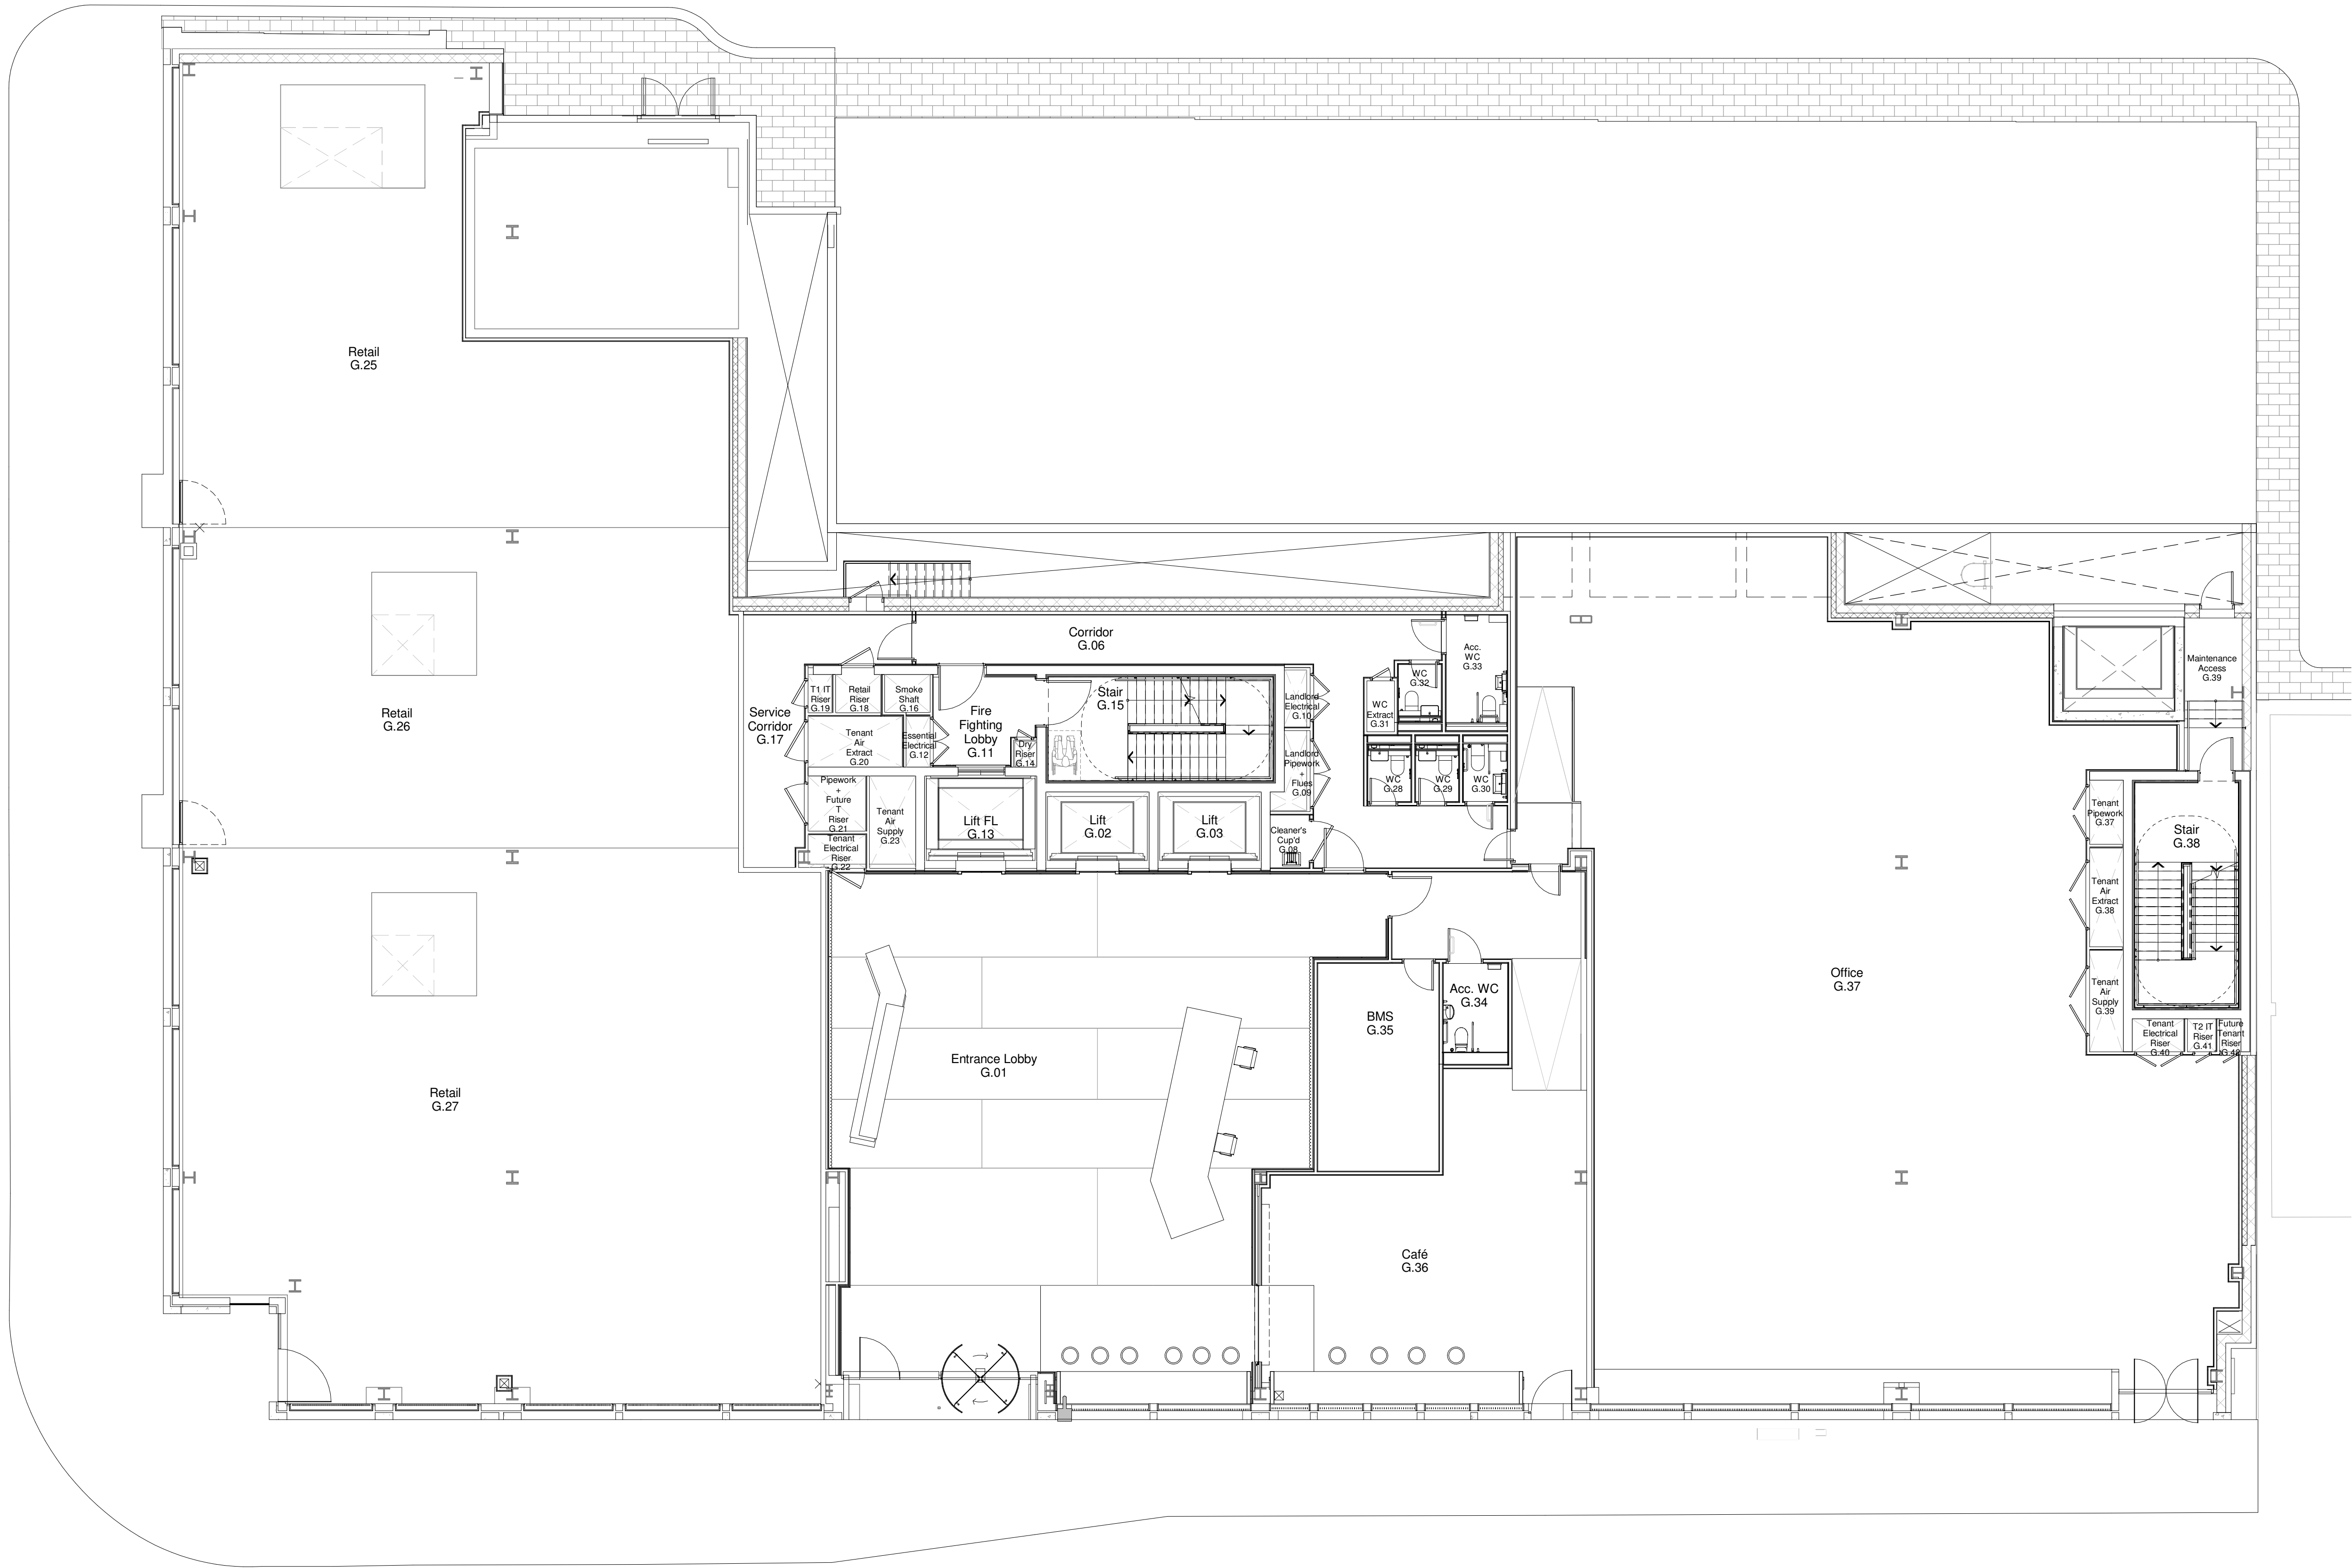 Retail
G.25
Retail
G.26
Retail
G.27
Corridor
G.06
Service
Corridor
G.17
T1 IT
Riser
G.19
Retail
Riser
G.18
Smoke
Shaft
G.16
Tenant
Air
Extract
G.20
Essential
Electrical
G.12
Fire
Fighting
Lobby
G.11
Dry
Riser
G.14
Stair
G.15
Landlord
Electrical
G.10
Landlord
Pipework
+
Flues
G.09
Pipework
+
Future
T
Riser
G.21
Tenant
Electrical
Riser
G.22
Tenant
Air
Supply
G.23
Lift FL
G.13
Lift
G.02
Lift
G.03
Cleaner's
Cup'd
G.08
WC
Extract
G.31
WC
G.32
Acc.
WC
G.33
WC
G.28
WC
G.29
WC
G.30
Entrance Lobby
G.01
BMS
G.35
Acc. WC
G.34
Café
G.36
Office
G.37
Maintenance
Access
G.39
Tenant
Pipework
G.37
Tenant
Air
Extract
G.38
Tenant
Air
Supply
G.39
Stair
G.38
Tenant
Electrical
Riser
G.40
T2 IT
Riser
G.41
Future
Tenant
Riser
G.42